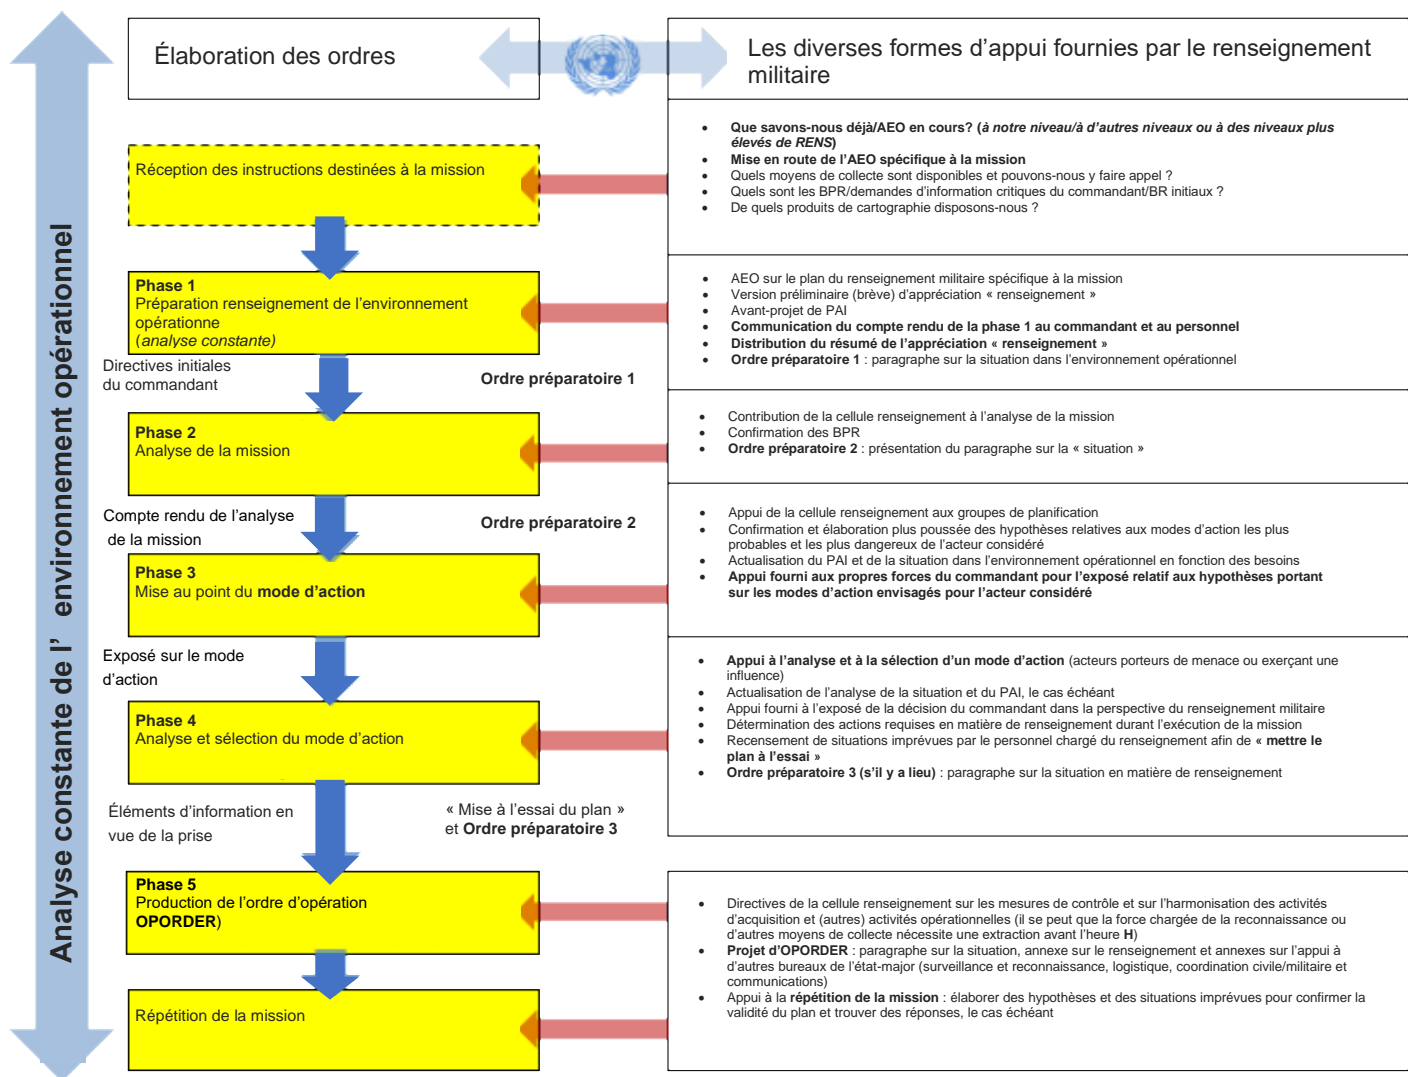 Élaboration des ordres
Les diverses formes d'appui fournies par le renseignement
militaire
Analyse constante de l' environnement opérationnel
Réception des instructions destinées à la mission
• Que savons-nous déjà/AEO en cours? (à notre niveau/à d'autres niveaux ou à des niveaux plus
élevés de RENS)
• Mise en route de l'AEO spécifique à la mission
• Quels moyens de collecte sont disponibles et pouvons-nous y faire appel ?
• Quels sont les BPR/demandes d'information critiques du commandant/BR initiaux ?
• De quels produits de cartographie disposons-nous ?
Phase 1
Préparation renseignement de l'environnement
opérationne
(analyse constante)
• AEO sur le plan du renseignement militaire spécifique à la mission
• Version préliminaire (brève) d'appréciation « renseignement »
• Avant-projet de PAI
• Communication du compte rendu de la phase 1 au commandant et au personnel
• Distribution du résumé de l'appréciation « renseignement »
• Ordre préparatoire 1 : paragraphe sur la situation dans l'environnement opérationnel
Directives initiales
du commandant
Ordre préparatoire 1
Phase 2
Analyse de la mission
• Contribution de la cellule renseignement à l'analyse de la mission
• Confirmation des BPR
• Ordre préparatoire 2 : présentation du paragraphe sur la « situation »
Compte rendu de l'analyse
de la mission
Ordre préparatoire 2
Phase 3
Mise au point du mode d'action
• Appui de la cellule renseignement aux groupes de planification
• Confirmation et élaboration plus poussée des hypothèses relatives aux modes d'action les plus
probables et les plus dangereux de l'acteur considéré
• Actualisation du PAI et de la situation dans l'environnement opérationnel en fonction des besoins
• Appui fourni aux propres forces du commandant pour l'exposé relatif aux hypothèses portant
sur les modes d'action envisagés pour l'acteur considéré
Exposé sur le mode
d'action
Phase 4
Analyse et sélection du mode d'action
• Appui à l'analyse et à la sélection d'un mode d'action (acteurs porteurs de menace ou exerçant une
influence)
• Actualisation de l'analyse de la situation et du PAI, le cas échéant
• Appui fourni à l'exposé de la décision du commandant dans la perspective du renseignement militaire
• Détermination des actions requises en matière de renseignement durant l'exécution de la mission
• Recensement de situations imprévues par le personnel chargé du renseignement afin de « mettre le
plan à l'essai »
• Ordre préparatoire 3 (s'il y a lieu) : paragraphe sur la situation en matière de renseignement
Éléments d'information en
vue de la prise
« Mise à l'essai du plan »
et Ordre préparatoire 3
Phase 5
Production de l'ordre d'opération
OPORDER)
• Directives de la cellule renseignement sur les mesures de contrôle et sur l'harmonisation des activités
d'acquisition et (autres) activités opérationnelles (il se peut que la force chargée de la reconnaissance ou
d'autres moyens de collecte nécessite une extraction avant l'heure H)
• Projet d'OPORDER : paragraphe sur la situation, annexe sur le renseignement et annexes sur l'appui à
d'autres bureaux de l'état-major (surveillance et reconnaissance, logistique, coordination civile/militaire et
communications)
• Appui à la répétition de la mission : élaborer des hypothèses et des situations imprévues pour confirmer la
validité du plan et trouver des réponses, le cas échéant
Répétition de la mission